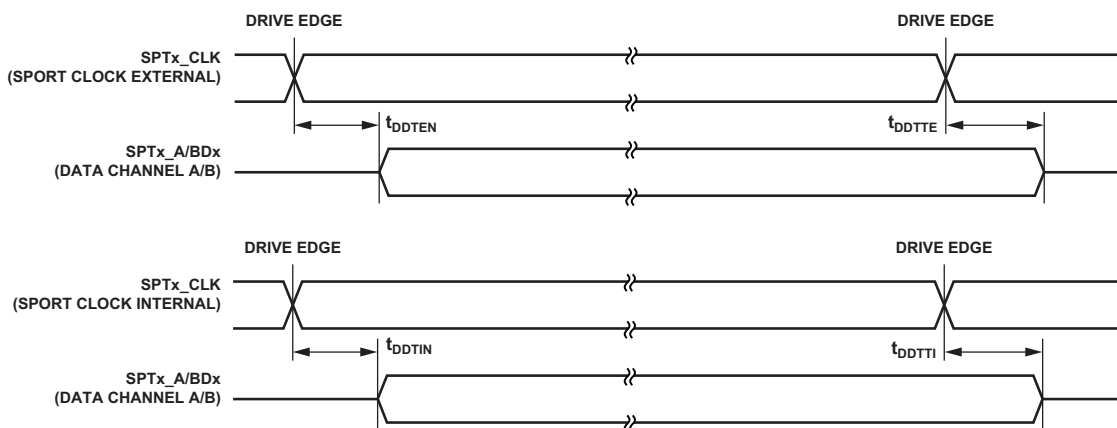 DRIVE EDGE DRIVE EDGE
SPTx_CLK
(SPORT CLOCK EXTERNAL)
tDDTEN tDDTTE
SPTx_A/BDx
(DATA CHANNEL A/B)
DRIVE EDGE DRIVE EDGE
SPTx_CLK
(SPORT CLOCK INTERNAL)
tDDTIN tDDTTI
SPTx_A/BDx
(DATA CHANNEL A/B)